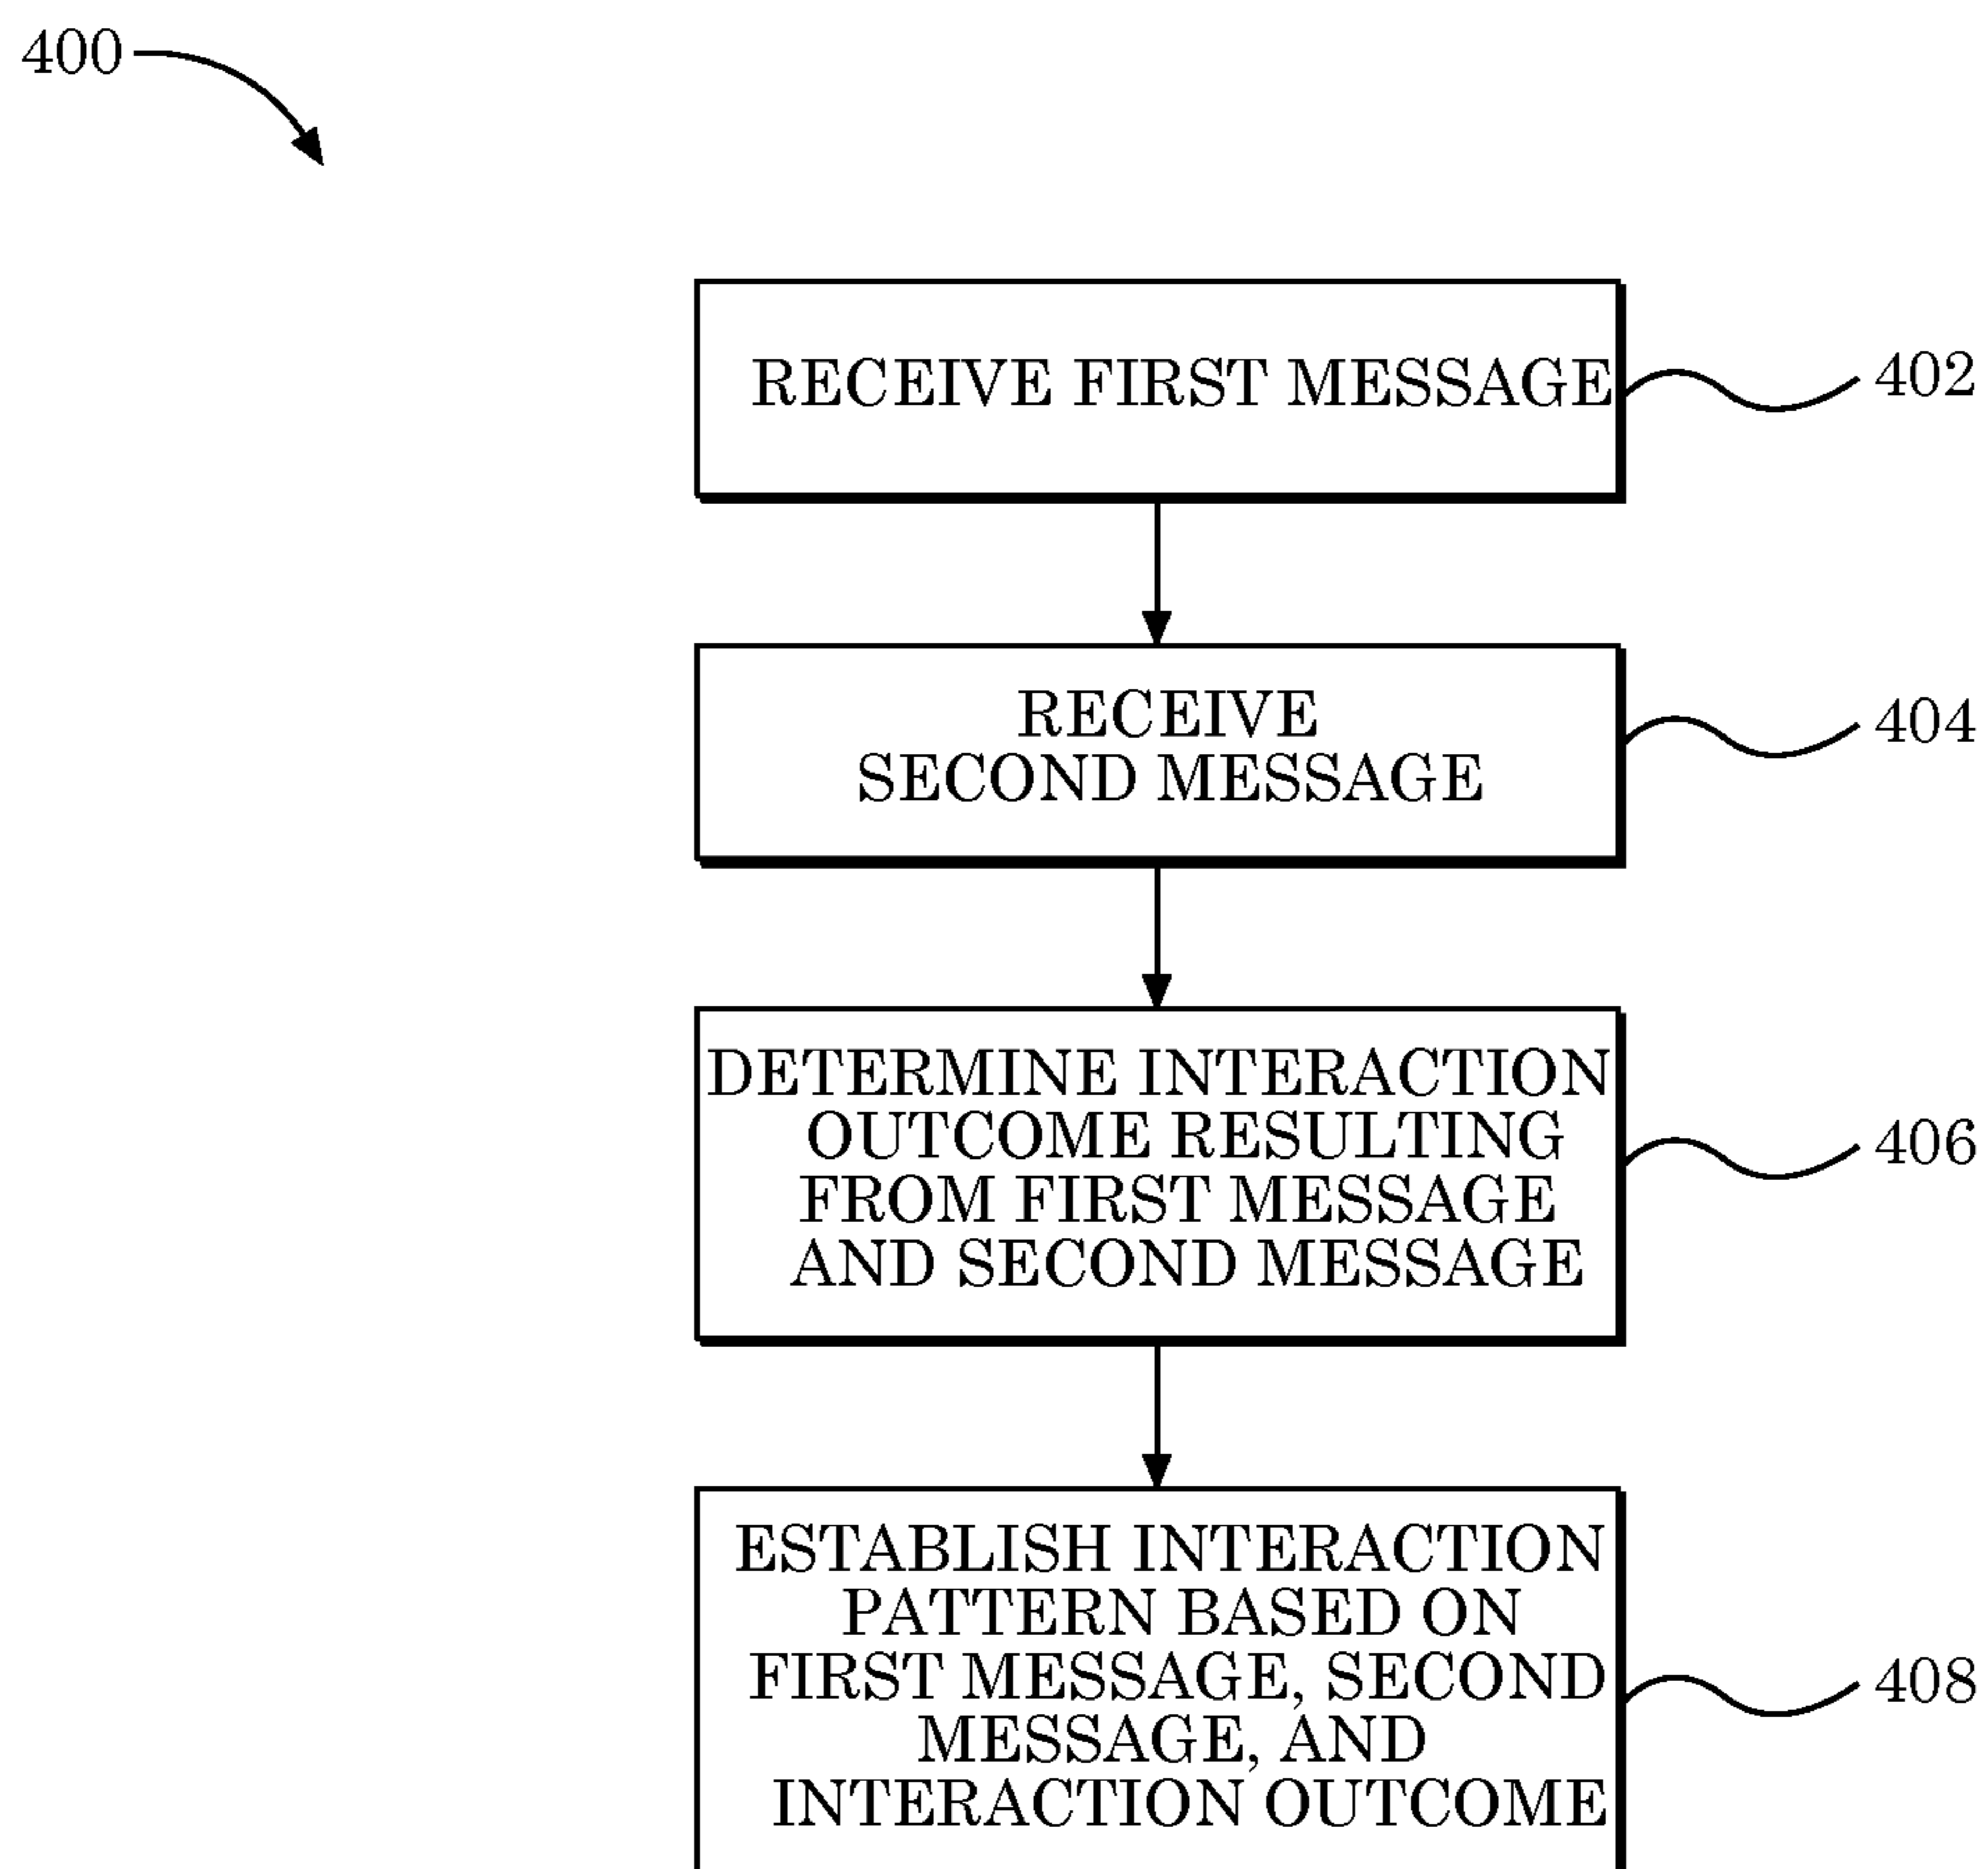 400
RECEIVE FIRST MESSAGE
402
RECEIVE
SECOND MESSAGE
404
DETERMINE INTERACTION
OUTCOME RESULTING
FROM FIRST MESSAGE
AND SECOND MESSAGE
406
ESTABLISH INTERACTION
PATTERN BASED ON
FIRST MESSAGE, SECOND
MESSAGE, AND
INTERACTION OUTCOME
408